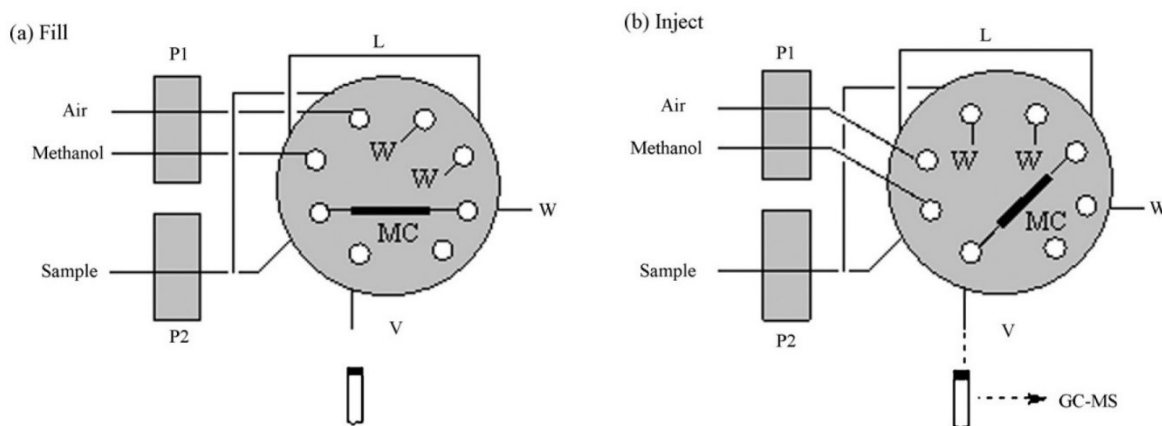 (a) Fill
L
P1
Air
Methanol
W
W
W
MC
Sample
P2
V
(b) Inject
L
P1
Air
Methanol
W
W
W
MC
Sample
P2
V
GC-MS